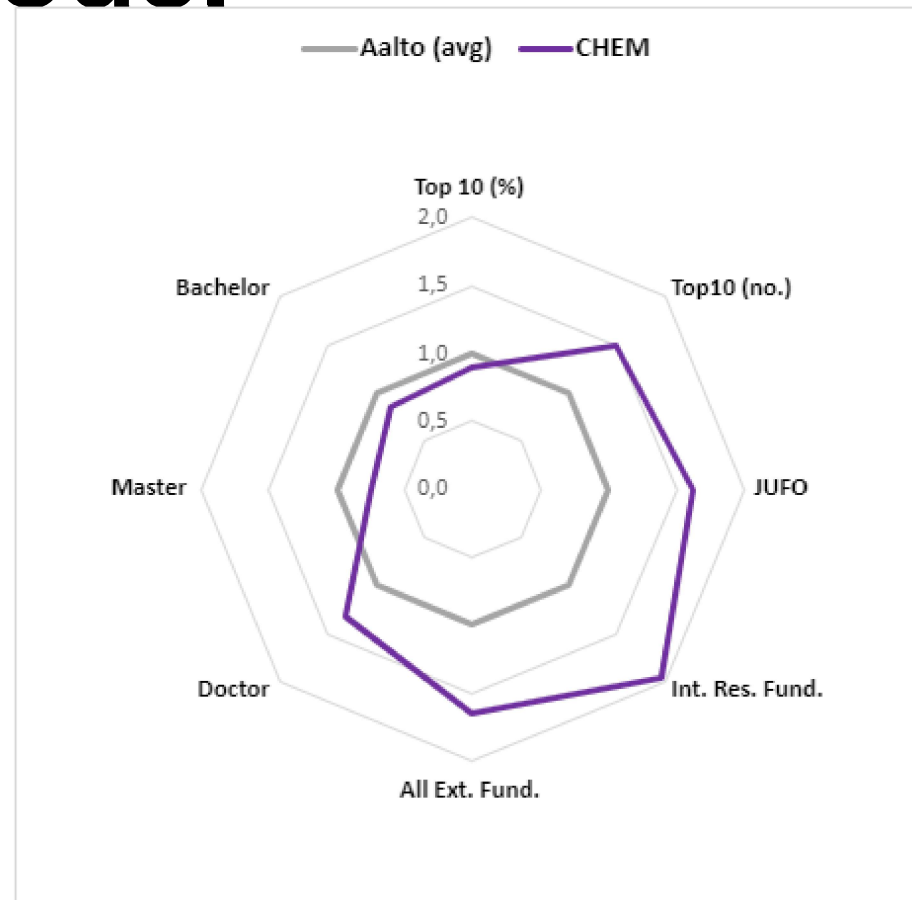 Aalto (avg) CHEM
Top 10 (%)
2,0
Bachelor
Top10 (no.)
1,5
1,0
0,5
Master
0,0
JUFO
Doctor
Int. Res. Fund.
All Ext. Fund.